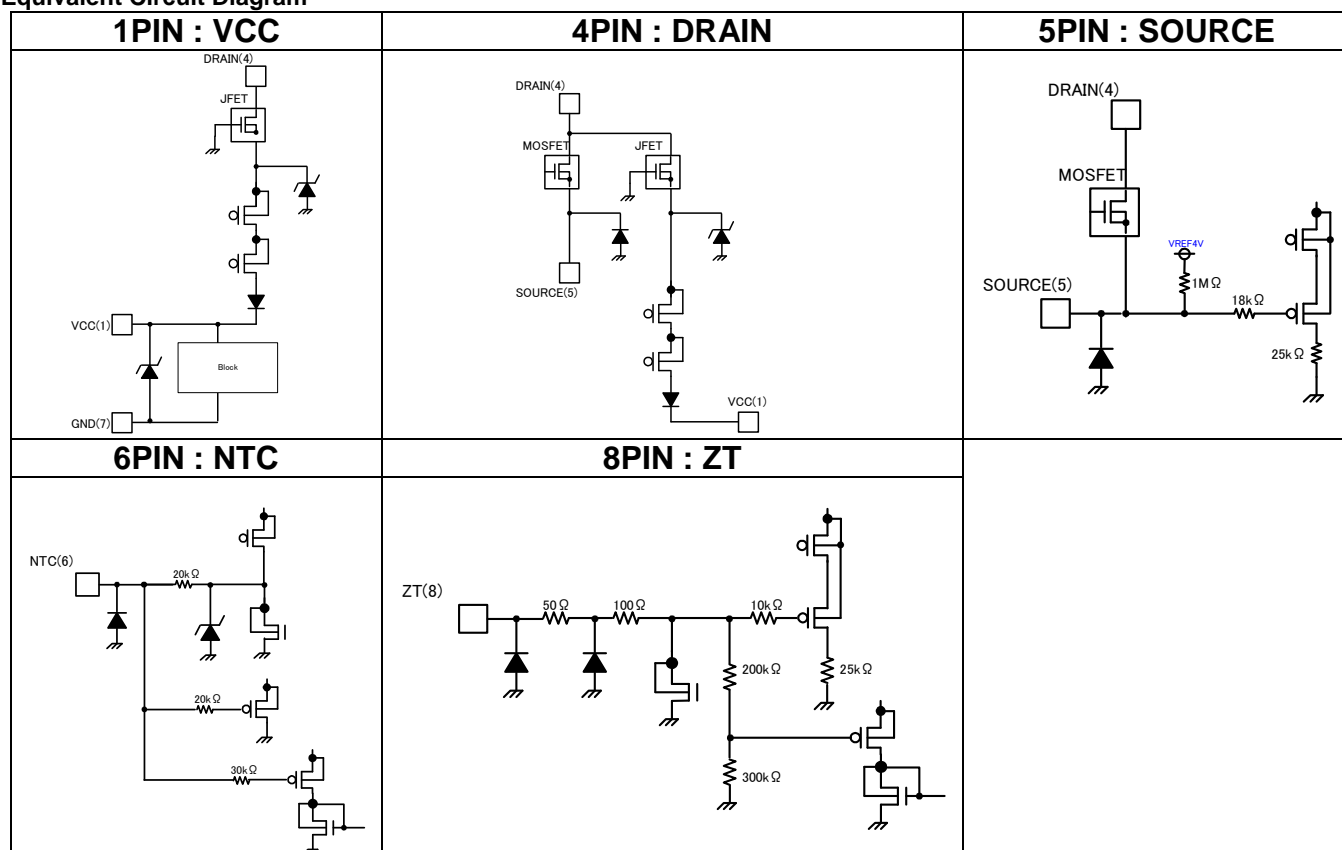 Equivalent Circuit Diagram
1PIN : VCC
DRAIN(4)
JFET
VCC(1)
Block
GND(7)
4PIN : DRAIN
DRAIN(4)
MOSFET
JFET
SOURCE(5)
VCC(1)
5PIN : SOURCE
DRAIN(4)
MOSFET
VREF4V
SOURCE(5)
1MΩ
18kΩ
25kΩ
6PIN : NTC
NTC(6)
20kΩ
20kΩ
30kΩ
8PIN : ZT
ZT(8)
50Ω
100Ω
10kΩ
200kΩ
25kΩ
300kΩ